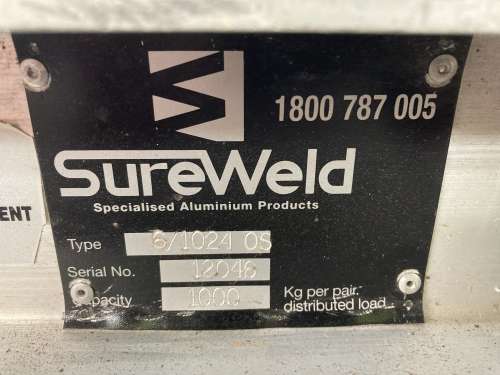 1800 787 005
SureWeld
Specialised Aluminium Products
ENT
Type 6/1024 OS
Serial No. 12046
Capacity 1000 Kg per pair.
distributed load